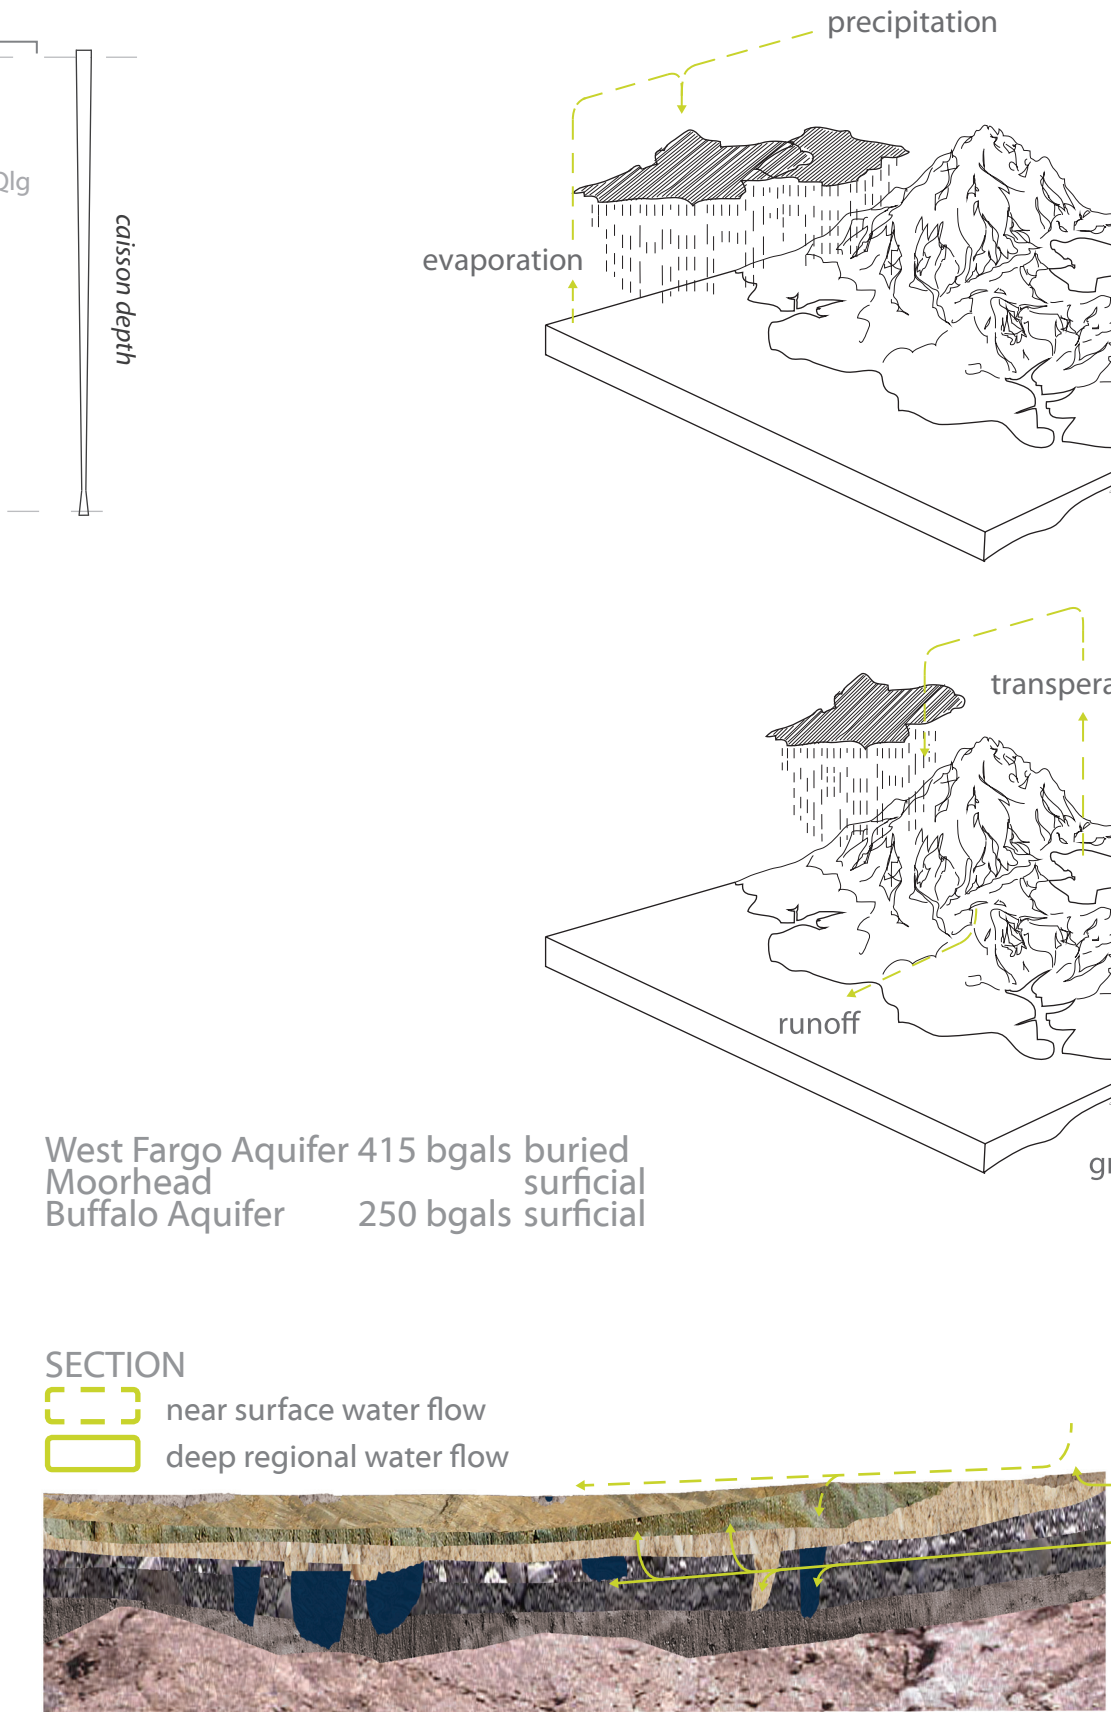 precipitation
Qlg
caisson depth
evaporation
transpera
runoff
West Fargo Aquifer 415 bgals buried
Moorhead surficial
Buffalo Aquifer 250 bgals surficial
gr
SECTION
near surface water flow
deep regional water flow